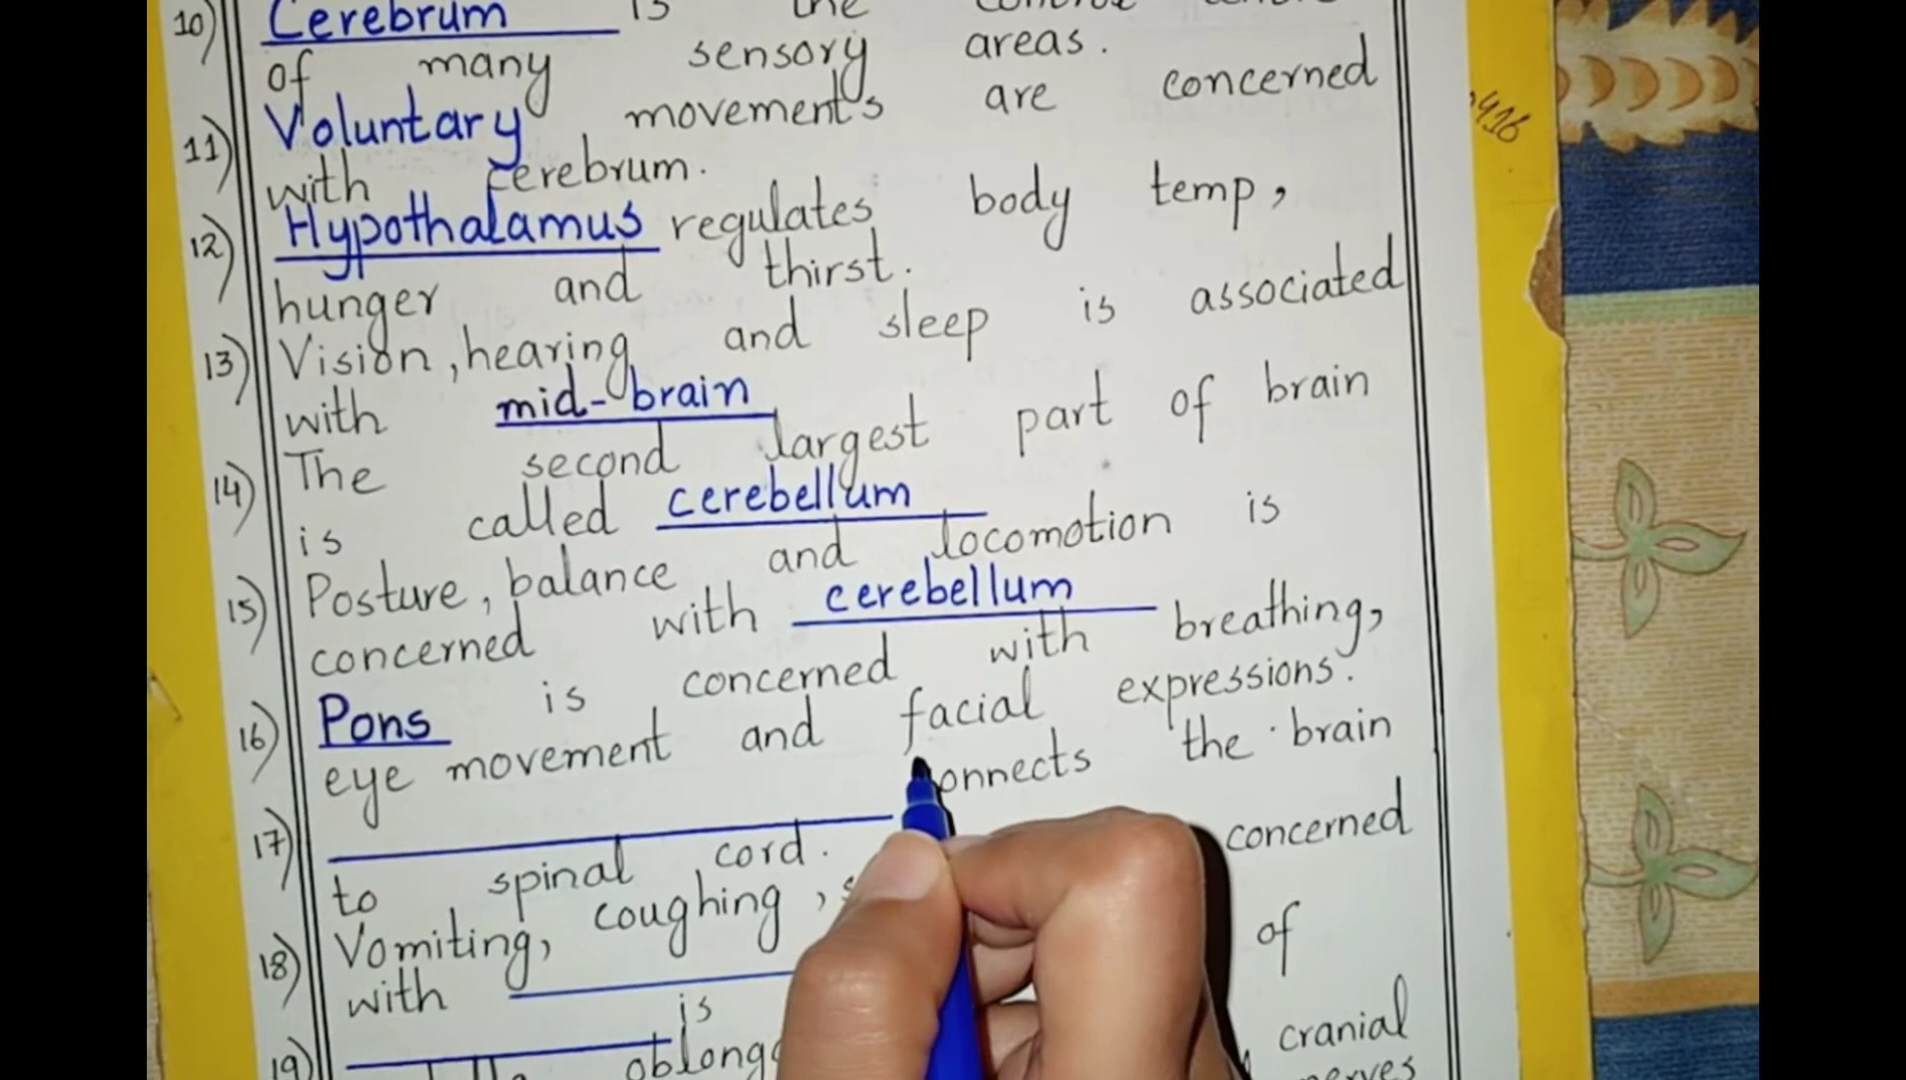 10) Cerebrum is the
of many sensory areas.
11) Voluntary movements are concerned
with cerebrum.
12) Hypothalamus regulates body temp,
hunger and thirst.
13) Vision, hearing and sleep is associated
with mid-brain
14) The second largest part of brain
is called cerebellum
15) Posture, balance and locomotion is
concerned with cerebellum
16) Pons is concerned with breathing,
eye movement and facial expressions.
17) connects the brain
to spinal cord.
18) Vomiting, coughing, concerned
with
19) is of
cranial
nerves